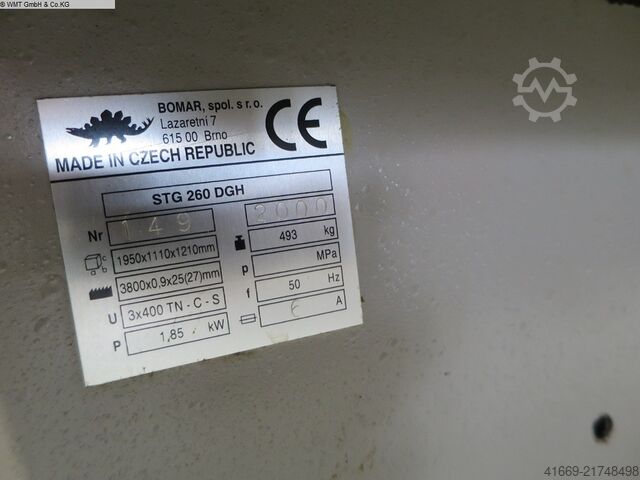 © WMT GmbH & Co.KG
BOMAR, spol. s r.o.
Lazaretní 7
615 00 Brno
CE
MADE IN CZECH REPUBLIC
STG 260 DGH
Nr 149 2000
1950x1110x1210mm 493 kg
3800x0,9x25(27)mm p MPa
U 3x400 TN - C - S f 50 Hz
P 1,85 kW A
41669-21748498